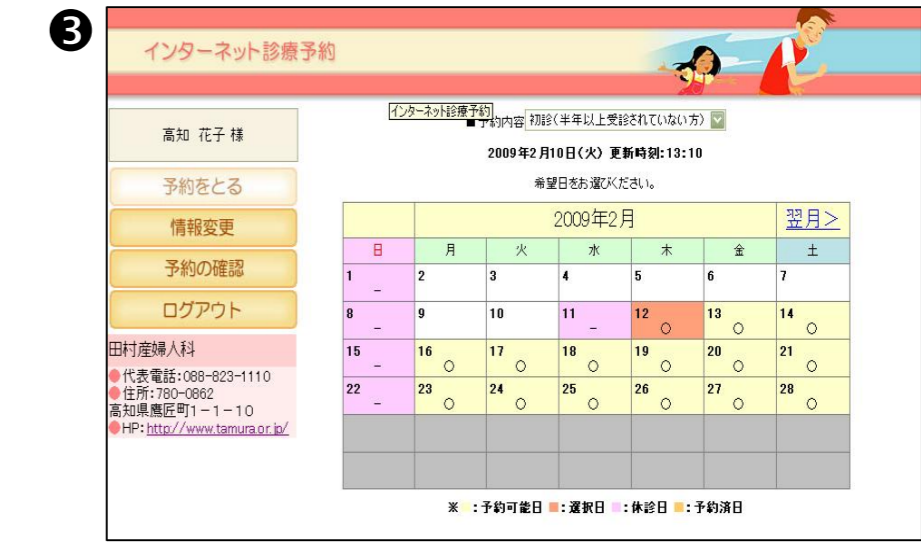 ❸
インターネット診療予約
高知 花子 様
予約をとる
情報変更
予約の確認
ログアウト
田村産婦人科
●代表電話:088-823-1110
●住所:780-0862
高知県鷹匠町1-1-10
●HP:http://www.tamura.or.jp/
インターネット診療予約
■予約内容 初診(半年以上受診されていない方)
2009年2月10日(火) 更新時刻:13:10
希望日をお選びください。
2009年2月 翌月>
日 月 火 水 木 金 土
1 2 3 4 5 6 7
－
8 9 10 11 12 13 14
－ － ○ ○ ○
15 16 17 18 19 20 21
－ ○ ○ ○ ○ ○ ○
22 23 24 25 26 27 28
－ ○ ○ ○ ○ ○ ○
※■:予約可能日 ■:選択日 ■:休診日 ■:予約済日